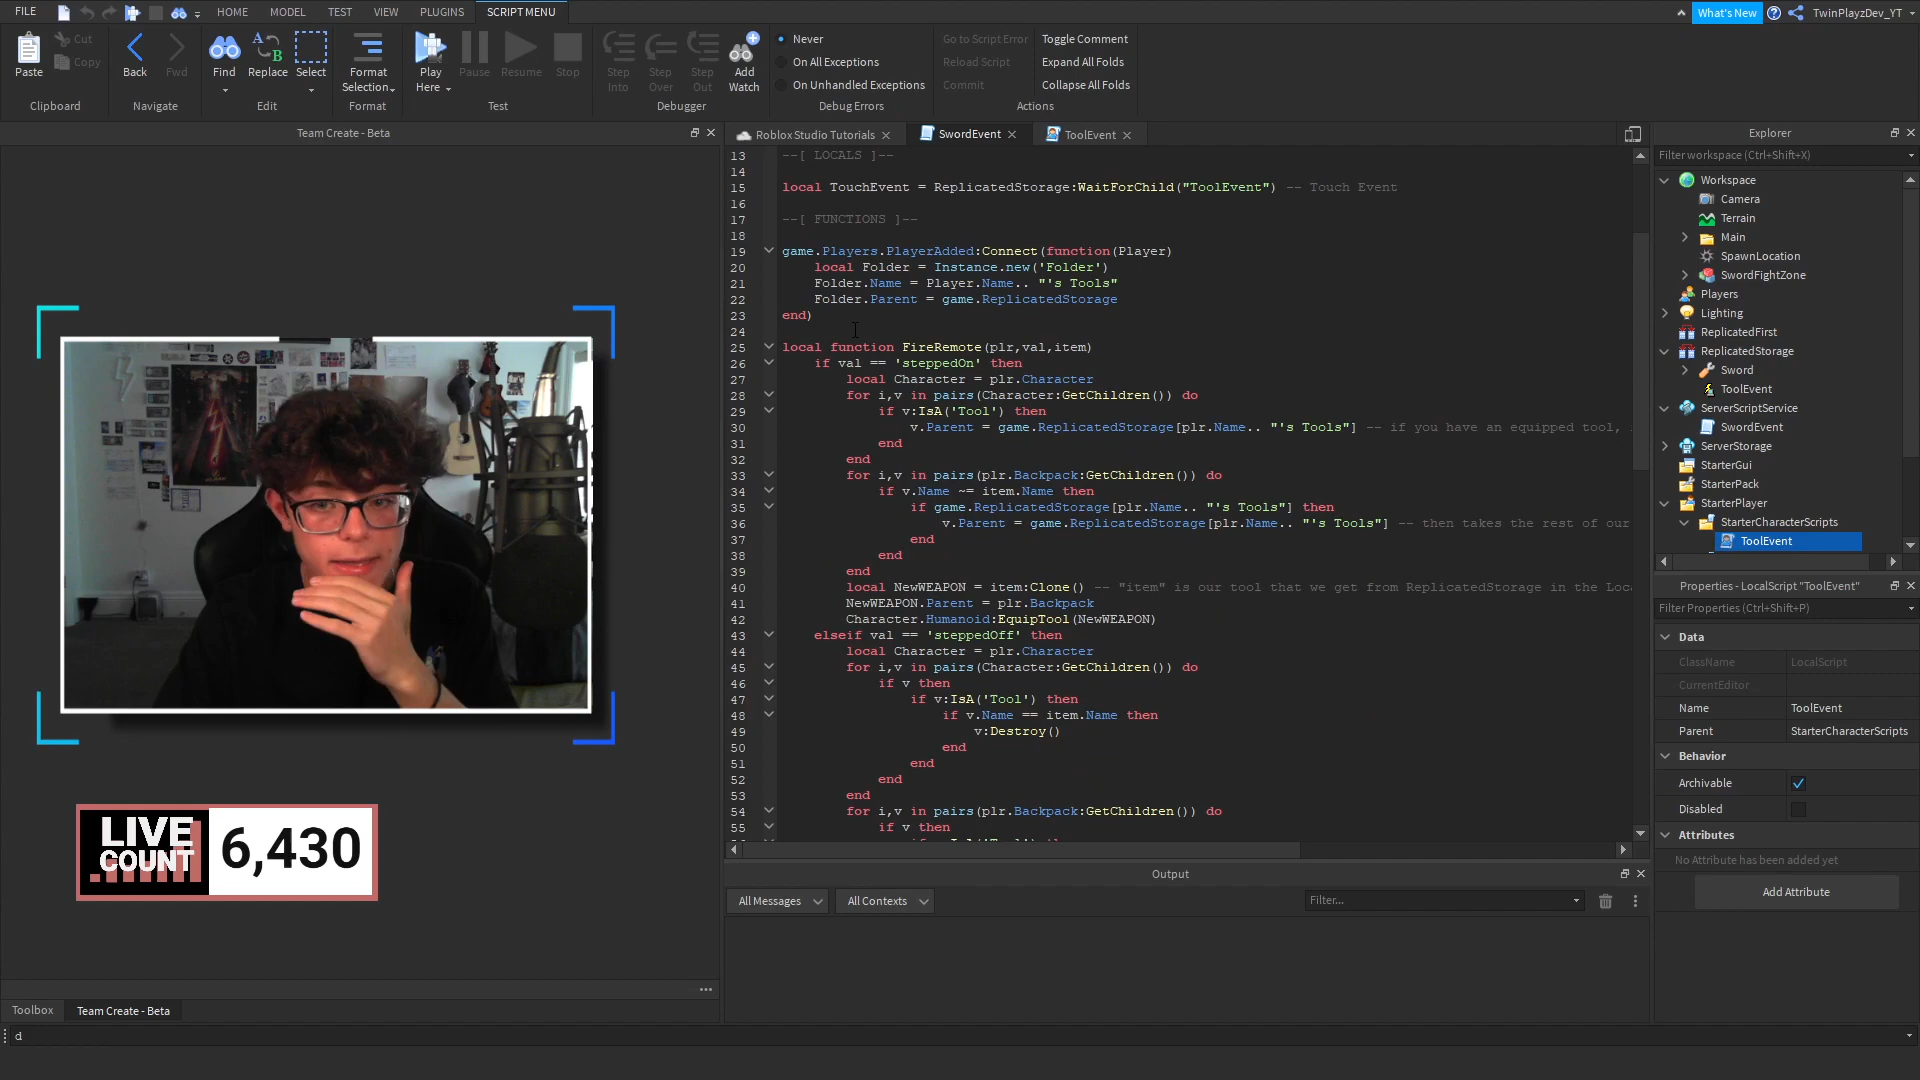 FILE HOME MODEL TEST VIEW PLUGINS SCRIPT MENU What's New TwinPlayzDev_YT
Paste Cut Copy Clipboard
Back Fwd Navigate
Find Replace Select Edit
Format Selection Format
Play Here Pause Resume Stop Test
Step Into Step Over Step Out Add Watch Debugger
Never
On All Exceptions
On Unhandled Exceptions
Debug Errors
Go to Script Error Toggle Comment
Reload Script Expand All Folds
Commit Collapse All Folds
Actions
Team Create - Beta
LIVE COUNT 6,430
Toolbox Team Create - Beta
d
Roblox Studio Tutorials SwordEvent ToolEvent
13 --[ LOCALS ]--
14
15 local TouchEvent = ReplicatedStorage:WaitForChild("ToolEvent") -- Touch Event
16
17 --[ FUNCTIONS ]--
18
19 game.Players.PlayerAdded:Connect(function(Player)
20 local Folder = Instance.new('Folder')
21 Folder.Name = Player.Name.. "'s Tools"
22 Folder.Parent = game.ReplicatedStorage
23 end)
24
25 local function FireRemote(plr,val,item)
26 if val == 'steppedOn' then
27 local Character = plr.Character
28 for i,v in pairs(Character:GetChildren()) do
29 if v:IsA('Tool') then
30 v.Parent = game.ReplicatedStorage[plr.Name.. "'s Tools"] -- if you have an equipped tool,
31 end
32 end
33 for i,v in pairs(plr.Backpack:GetChildren()) do
34 if v.Name ~= item.Name then
35 if game.ReplicatedStorage[plr.Name.. "'s Tools"] then
36 v.Parent = game.ReplicatedStorage[plr.Name.. "'s Tools"] -- then takes the rest of our
37 end
38 end
39 end
40 local NewWEAPON = item:Clone() -- "item" is our tool that we get from ReplicatedStorage in the Loc
41 NewWEAPON.Parent = plr.Backpack
42 Character.Humanoid:EquipTool(NewWEAPON)
43 elseif val == 'steppedOff' then
44 local Character = plr.Character
45 for i,v in pairs(Character:GetChildren()) do
46 if v then
47 if v:IsA('Tool') then
48 if v.Name == item.Name then
49 v:Destroy()
50 end
51 end
52 end
53 end
54 for i,v in pairs(plr.Backpack:GetChildren()) do
55 if v then
Output
All Messages All Contexts Filter...
Explorer
Filter workspace (Ctrl+Shift+X)
Workspace
Camera
Terrain
Main
SpawnLocation
SwordFightZone
Players
Lighting
ReplicatedFirst
ReplicatedStorage
Sword
ToolEvent
ServerScriptService
SwordEvent
ServerStorage
StarterGui
StarterPack
StarterPlayer
StarterCharacterScripts
ToolEvent
Properties - LocalScript "ToolEvent"
Filter Properties (Ctrl+Shift+P)
Data
ClassName LocalScript
CurrentEditor
Name ToolEvent
Parent StarterCharacterScripts
Behavior
Archivable
Disabled
Attributes
No Attribute has been added yet
Add Attribute